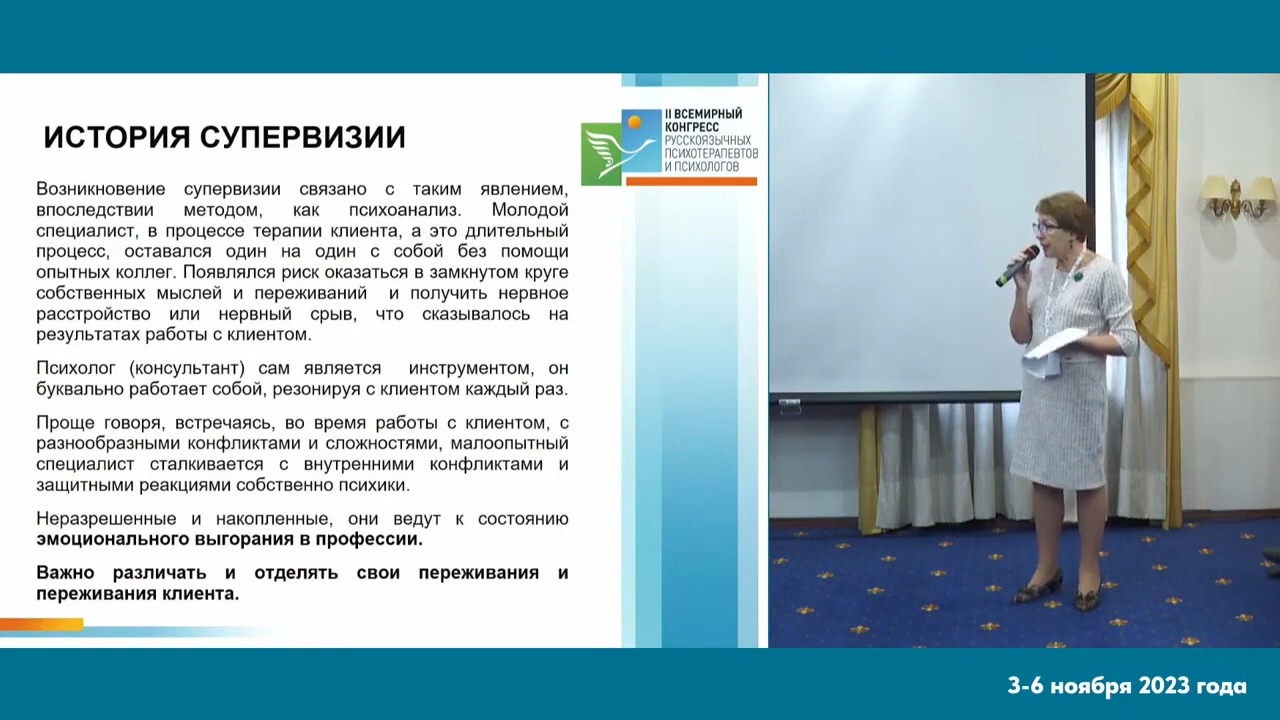 ИСТОРИЯ СУПЕРВИЗИИ
II ВСЕМИРНЫЙ
КОНГРЕСС
РУССКОЯЗЫЧНЫХ
ПСИХОТЕРАПЕВТОВ
И ПСИХОЛОГОВ
Возникновение супервизии связано с таким явлением,
впоследствии методом, как психоанализ. Молодой
специалист, в процессе терапии клиента, а это длительный
процесс, оставался один на один с собой без помощи
опытных коллег. Появлялся риск оказаться в замкнутом круге
собственных мыслей и переживаний и получить нервное
расстройство или нервный срыв, что сказывалось на
результатах работы с клиентом.
Психолог (консультант) сам является инструментом, он
буквально работает собой, резонируя с клиентом каждый раз.
Проще говоря, встречаясь, во время работы с клиентом, с
разнообразными конфликтами и сложностями, малоопытный
специалист сталкивается с внутренними конфликтами и
защитными реакциями собственно психики.
Неразрешенные и накопленные, они ведут к состоянию
эмоционального выгорания в профессии.
Важно различать и отделять свои переживания и
переживания клиента.
3-6 ноября 2023 года